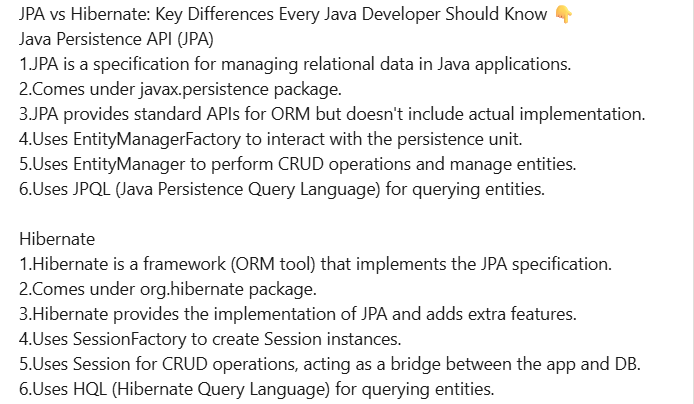 JPA vs Hibernate: Key Differences Every Java Developer Should Know 👇
Java Persistence API (JPA)
1.JPA is a specification for managing relational data in Java applications.
2.Comes under javax.persistence package.
3.JPA provides standard APIs for ORM but doesn't include actual implementation.
4.Uses EntityManagerFactory to interact with the persistence unit.
5.Uses EntityManager to perform CRUD operations and manage entities.
6.Uses JPQL (Java Persistence Query Language) for querying entities.

Hibernate
1.Hibernate is a framework (ORM tool) that implements the JPA specification.
2.Comes under org.hibernate package.
3.Hibernate provides the implementation of JPA and adds extra features.
4.Uses SessionFactory to create Session instances.
5.Uses Session for CRUD operations, acting as a bridge between the app and DB.
6.Uses HQL (Hibernate Query Language) for querying entities.